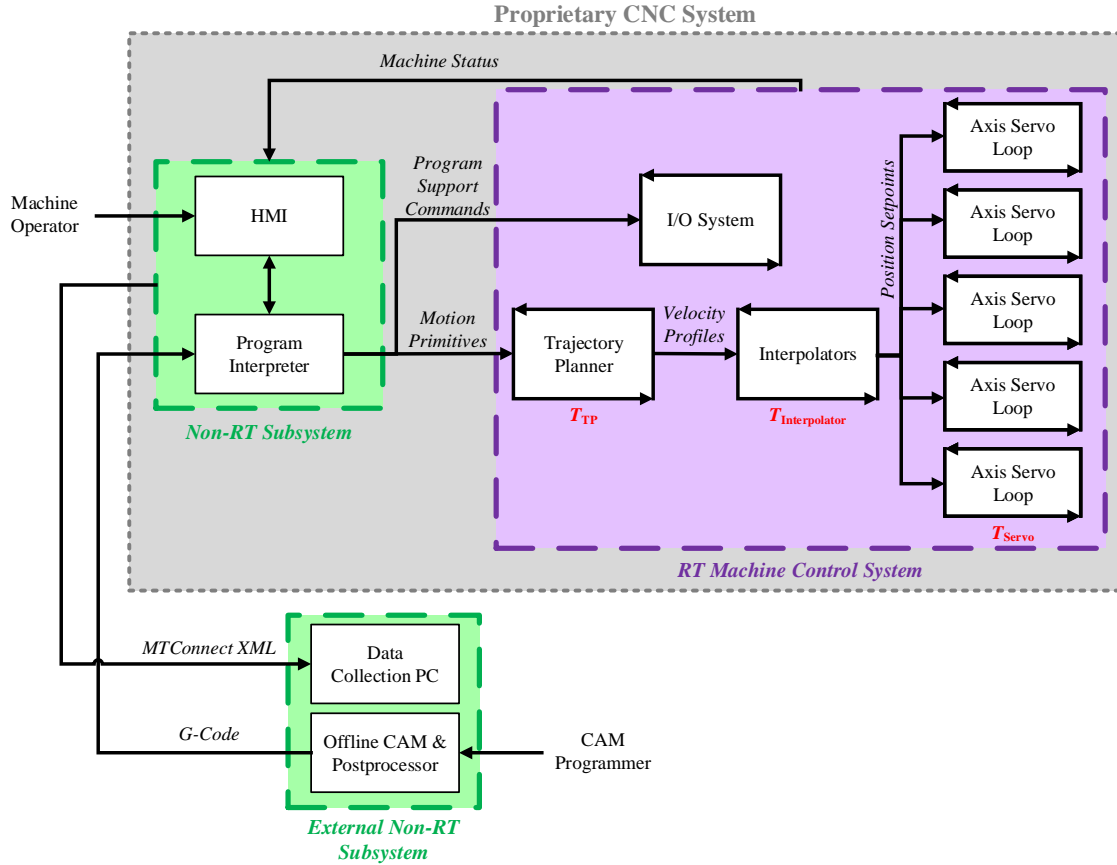 Proprietary CNC System
Machine Status
Axis Servo
Loop
Program
Support
Commands
HMI
Machine
Operator
I/O System
Axis Servo
Loop
Position Setpoints
Axis Servo
Loop
Program
Interpreter
Motion
Primitives
Trajectory
Planner
Velocity
Profiles
Interpolators
Axis Servo
Loop
T_TP
T_Interpolator
Non-RT Subsystem
Axis Servo
Loop
T_Servo
RT Machine Control System
MTConnect XML
Data
Collection PC
G-Code
Offline CAM &
Postprocessor
CAM
Programmer
External Non-RT
Subsystem